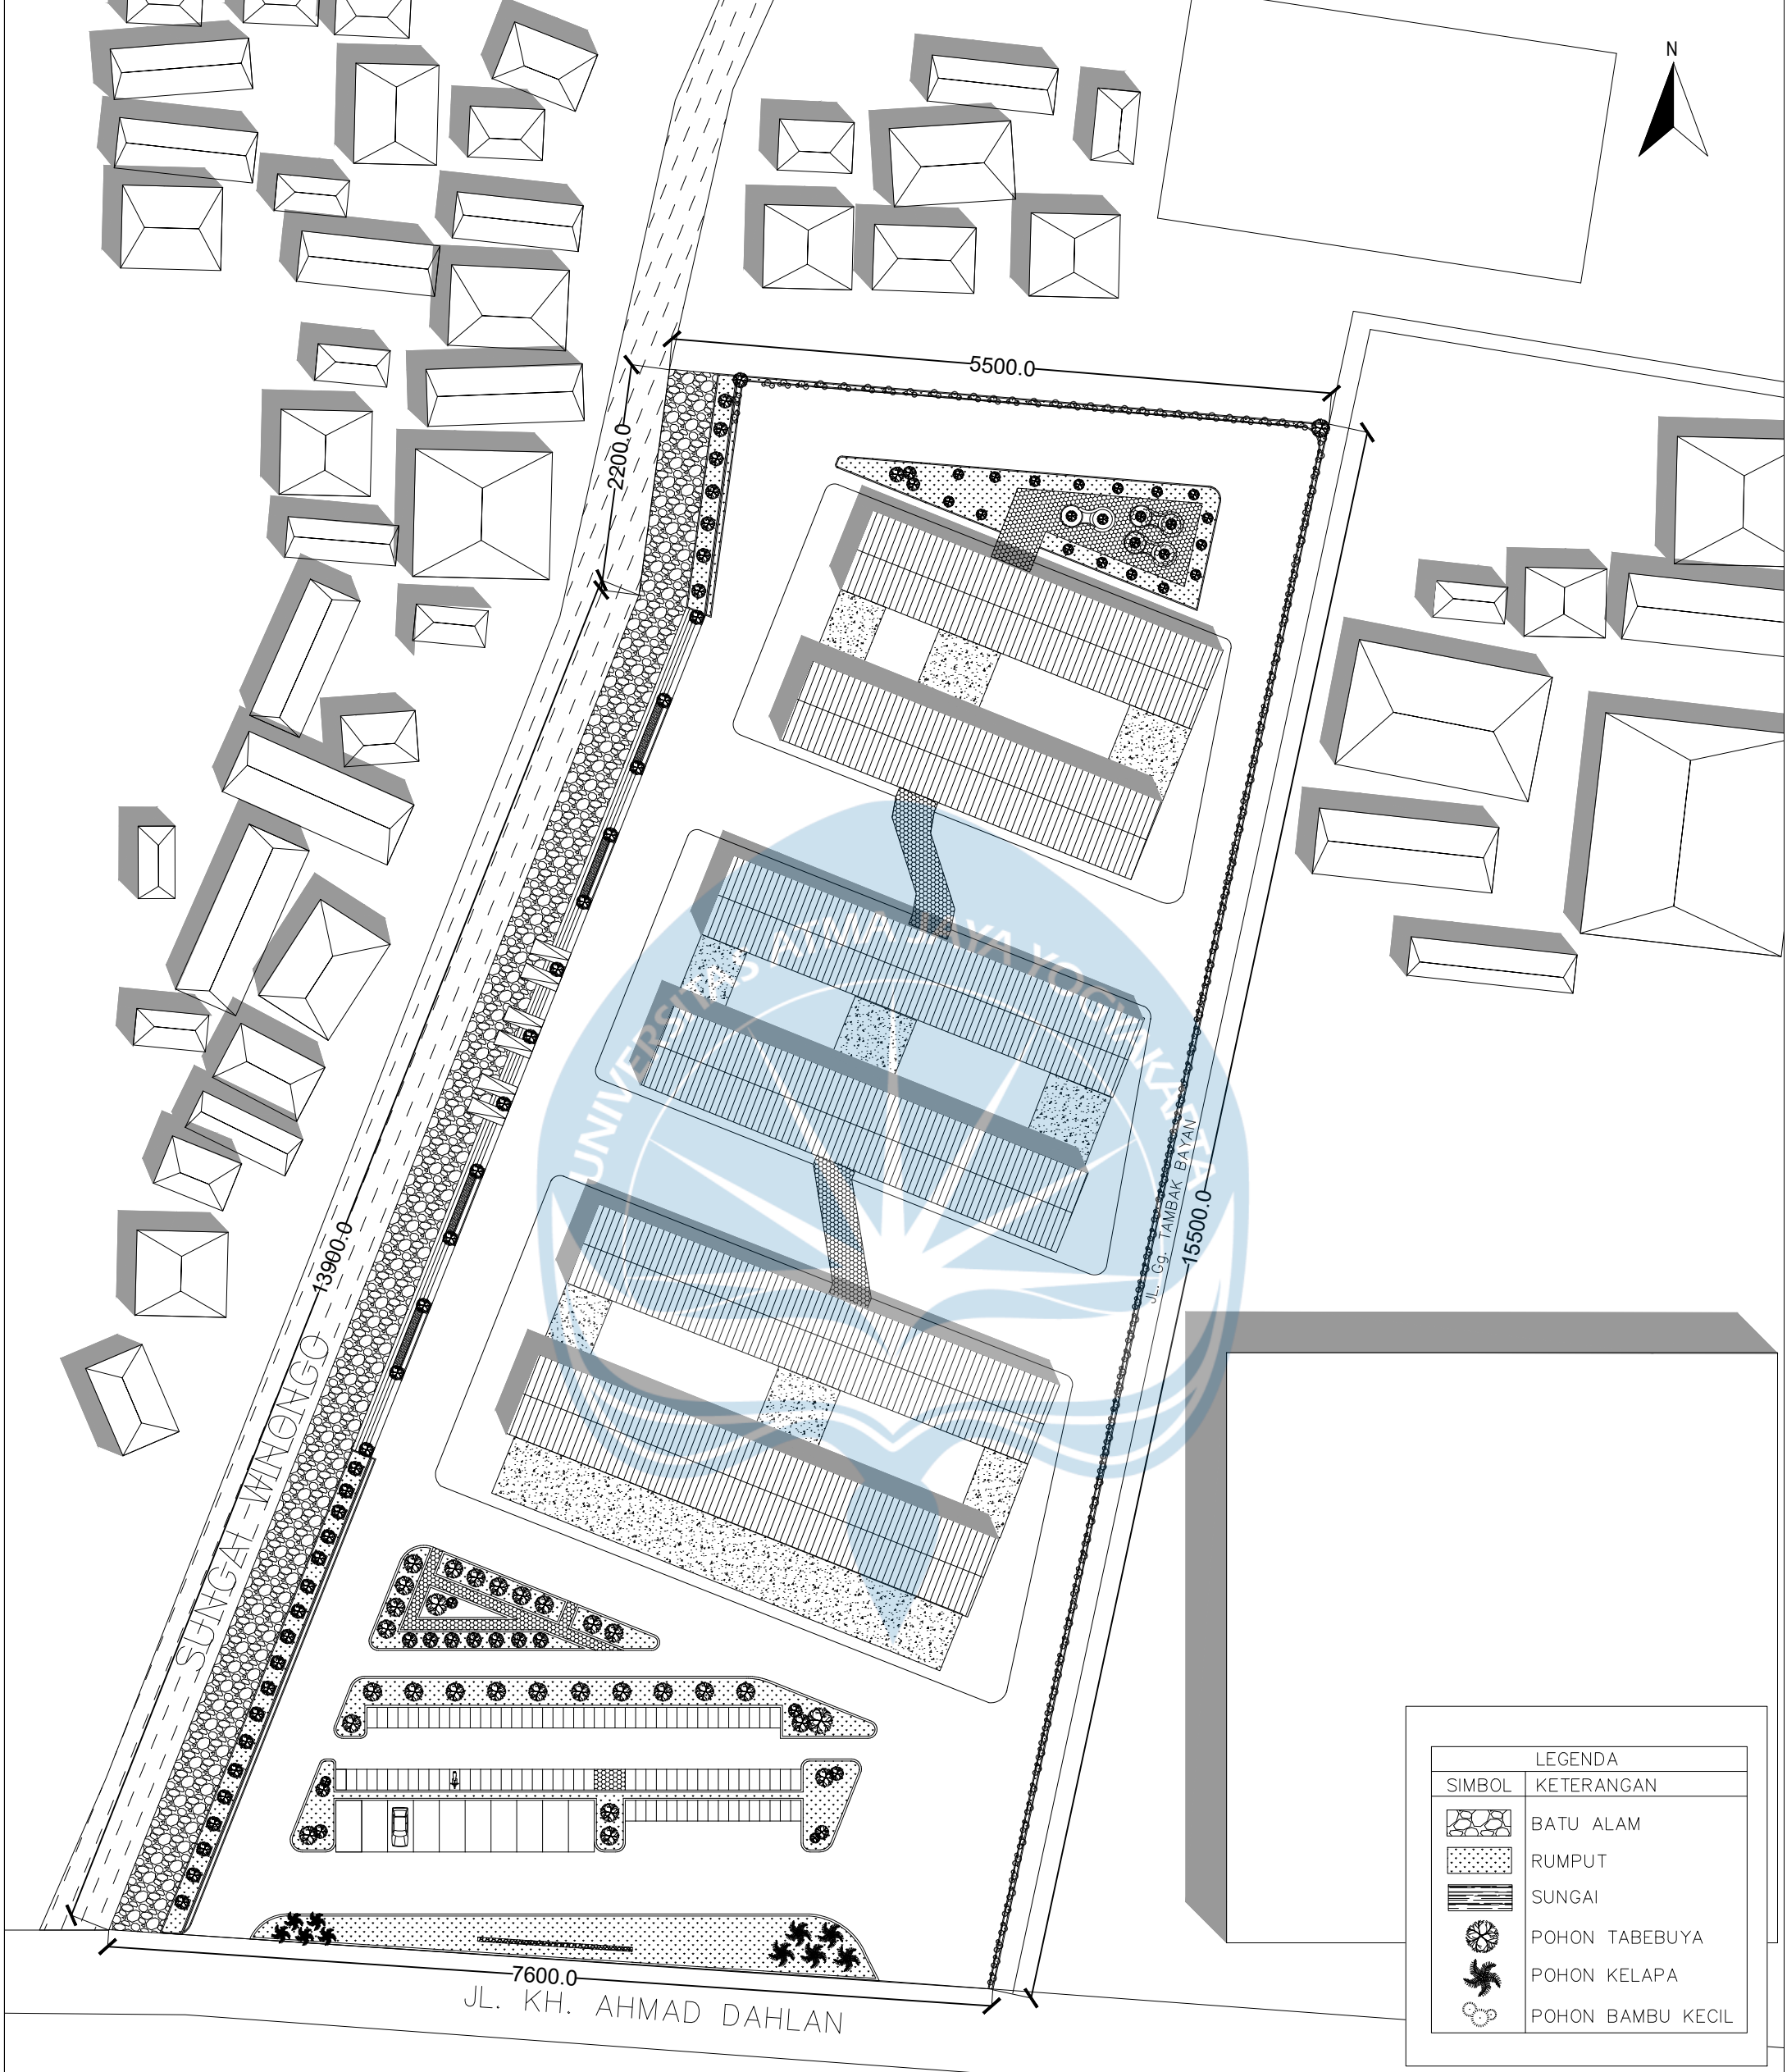 N
5500.0
2200.0
UNIVERSITAS ATMA JAYA YOGYAKARTA
JL. Gg. TAMBAK BAYAN
15500.0
13900.0
SUNGAI WINONGO
7600.0
JL. KH. AHMAD DAHLAN
LEGENDA
SIMBOL KETERANGAN
BATU ALAM
RUMPUT
SUNGAI
POHON TABEBUYA
POHON KELAPA
POHON BAMBU KECIL